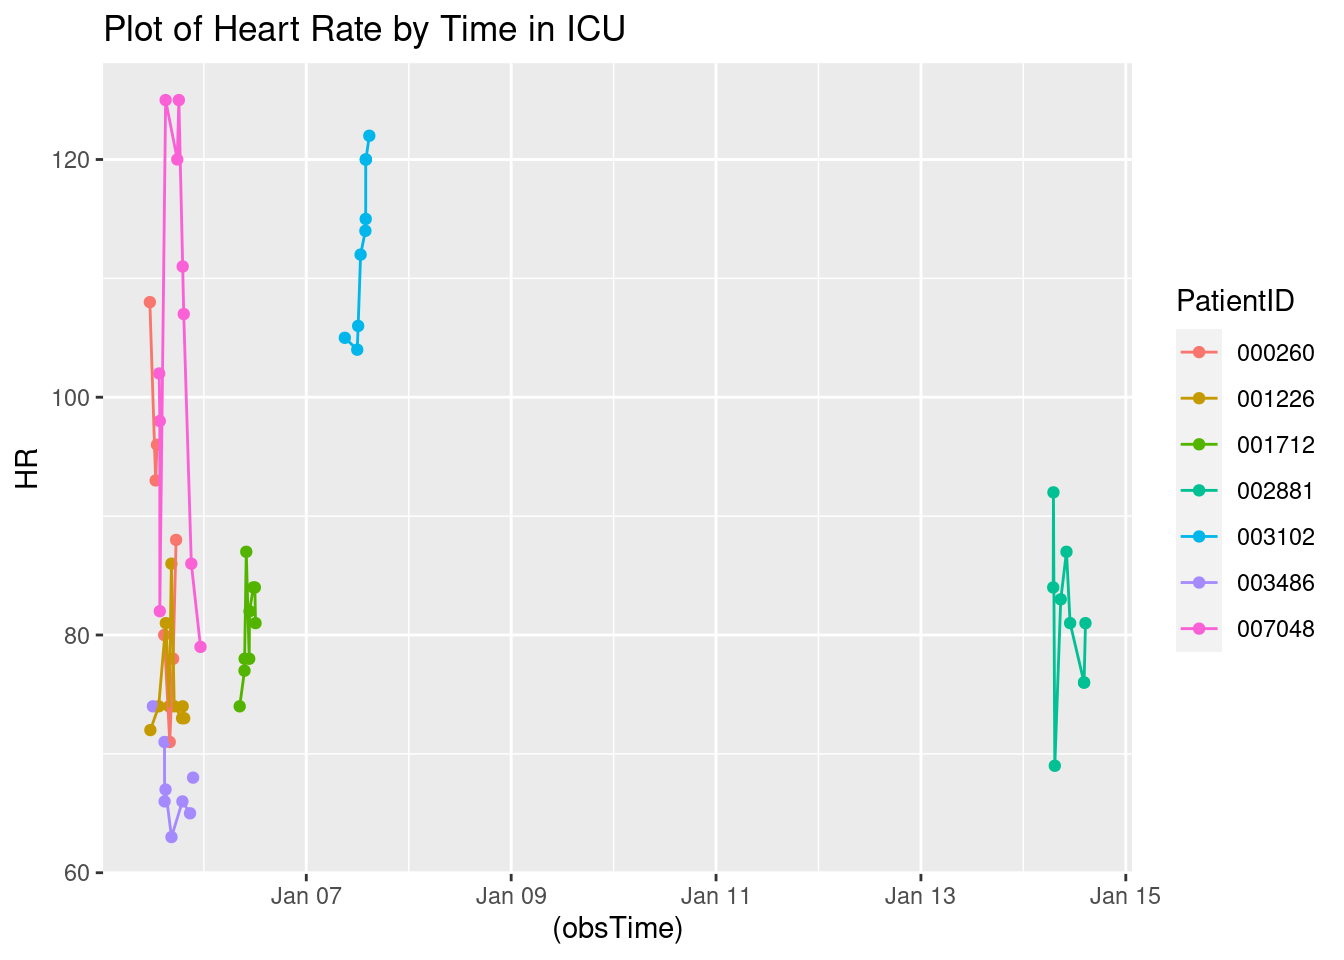 Plot of Heart Rate by Time in ICU
120
100
80
60
HR
Jan 07
Jan 09
Jan 11
Jan 13
Jan 15
(obsTime)
PatientID
000260
001226
001712
002881
003102
003486
007048